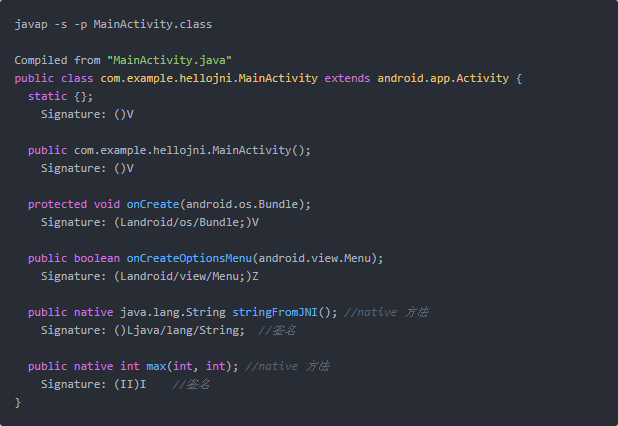 javap -s -p MainActivity.class
Compiled from "MainActivity.java"
public class com.example.hellojni.MainActivity extends android.app.Activity {
static {};
Signature: ()V
public com.example.hellojni.MainActivity();
Signature: ()V
protected void onCreate(android.os.Bundle);
Signature: (Landroid/os/Bundle;)V
public boolean onCreateOptionsMenu(android.view.Menu);
Signature: (Landroid/view/Menu;)Z
public native java.lang.String stringFromJNI(); //native 方法
Signature: ()Ljava/lang/String; //签名
public native int max(int, int); //native 方法
Signature: (II)I //签名
}